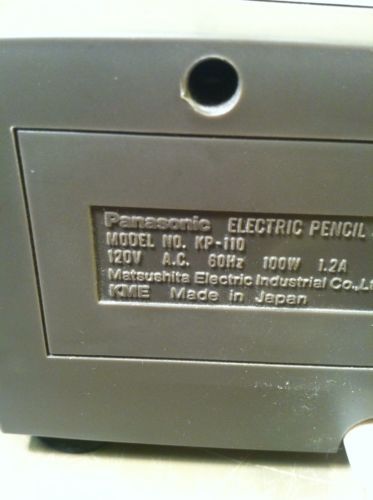 Panasonic ELECTRIC PENCIL
MODEL NO. KP-110
120V A.C. 60Hz 100W 1.2A
Matsushita Electric Industrial Co.,Lt
KME Made in Japan